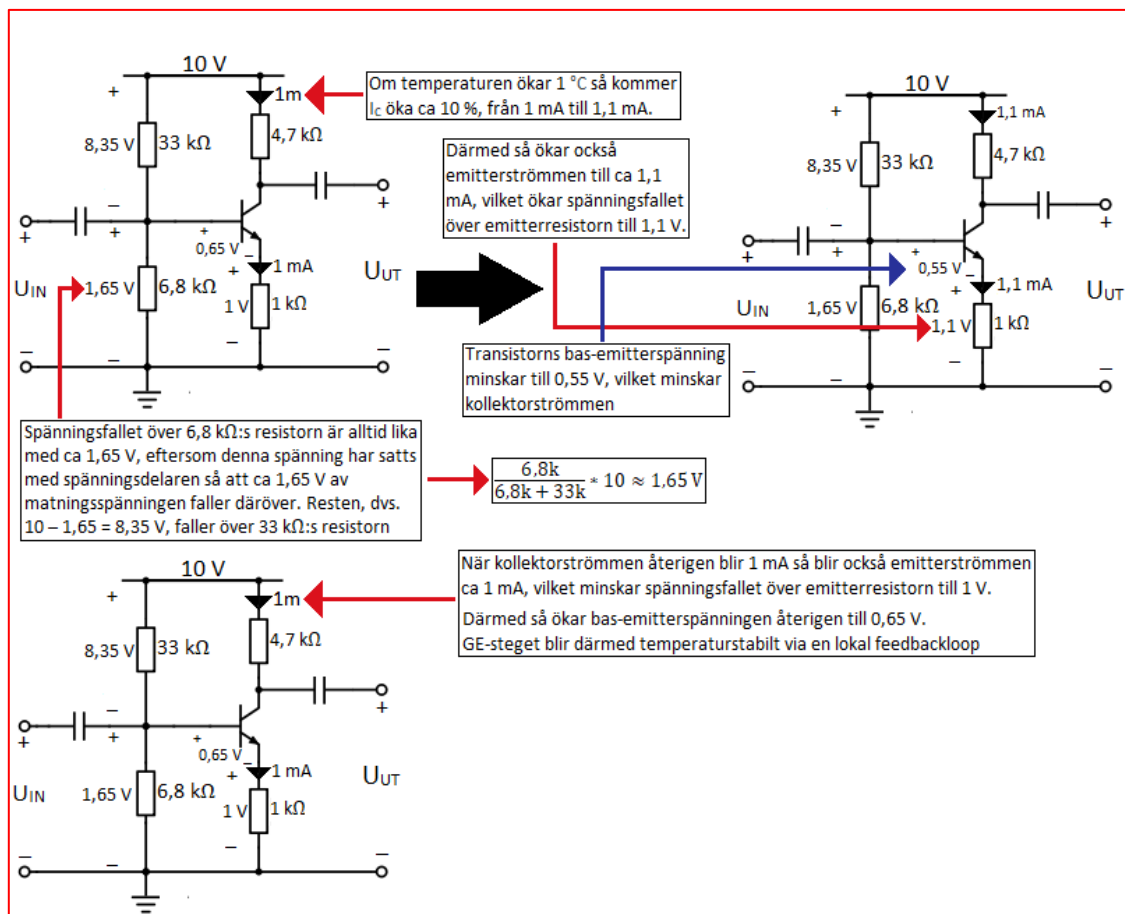 10 V
+
1m
8,35 V
33 kΩ
4,7 kΩ
−
+
+
+
+
0,65 V
−
+
1 mA
U_IN
1,65 V
6,8 kΩ
1 V
1 kΩ
U_UT
−
−
−
−
Om temperaturen ökar 1 °C så kommer
I_C öka ca 10 %, från 1 mA till 1,1 mA.
Därmed så ökar också
emitterströmmen till ca 1,1
mA, vilket ökar spänningsfallet
över emitterresistorn till 1,1 V.
10 V
+
1,1 mA
8,35 V
33 kΩ
4,7 kΩ
−
+
+
+
+
0,55 V
−
+
1,1 mA
U_IN
1,65 V
6,8 kΩ
1,1 V
1 kΩ
U_UT
−
−
−
−
Transistorns bas-emitterspänning
minskar till 0,55 V, vilket minskar
kollektorströmmen
Spänningsfallet över 6,8 kΩ:s resistorn är alltid lika
med ca 1,65 V, eftersom denna spänning har satts
med spänningsdelaren så att ca 1,65 V av
matningsspänningen faller däröver. Resten, dvs.
10 – 1,65 = 8,35 V, faller över 33 kΩ:s resistorn
6,8k
6,8k + 33k
* 10 ≈ 1,65 V
När kollektorströmmen återigen blir 1 mA så blir också emitterströmmen
ca 1 mA, vilket minskar spänningsfallet över emitterresistorn till 1 V.
Därmed så ökar bas-emitterspänningen återigen till 0,65 V.
GE-steget blir därmed temperaturstabilt via en lokal feedbackloop
10 V
+
1m
8,35 V
33 kΩ
4,7 kΩ
−
+
+
+
+
0,65 V
−
+
1 mA
U_IN
1,65 V
6,8 kΩ
1 V
1 kΩ
U_UT
−
−
−
−